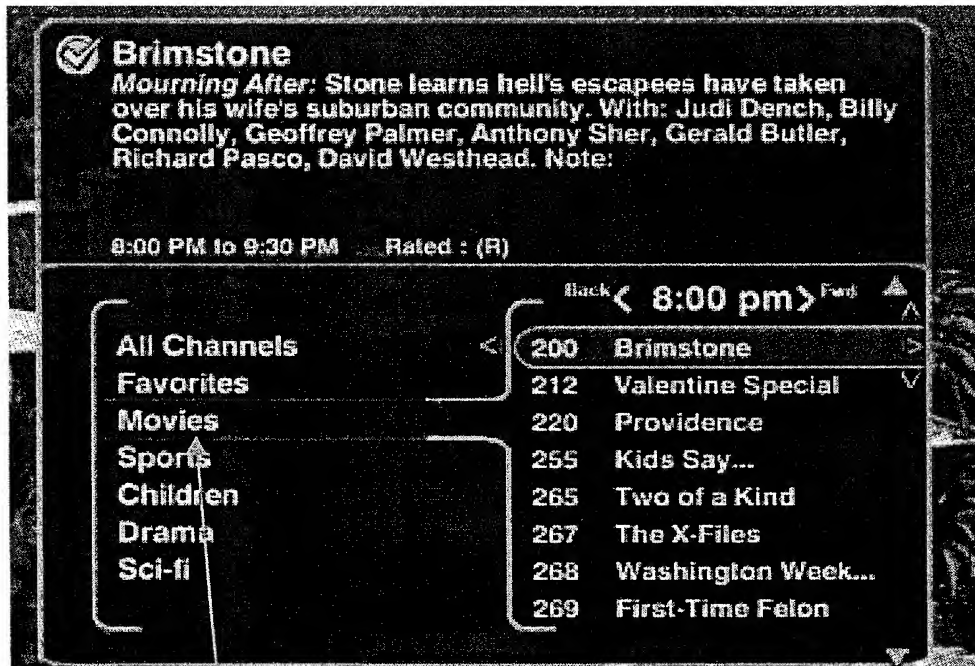 Brimstone
Mourning After: Stone learns hell's escapees have taken
over his wife's suburban community. With: Judi Dench, Billy
Connolly, Geoffrey Palmer, Anthony Sher, Gerald Butler,
Richard Pasco, David Westhead. Note:
8:00 PM to 9:30 PM Rated : (R)
Back < 8:00 pm > Fwd
All Channels
Favorites
Movies
Sports
Children
Drama
Sci-fi
200 Brimstone
212 Valentine Special
220 Providence
255 Kids Say...
265 Two of a Kind
267 The X-Files
268 Washington Week...
269 First-Time Felon